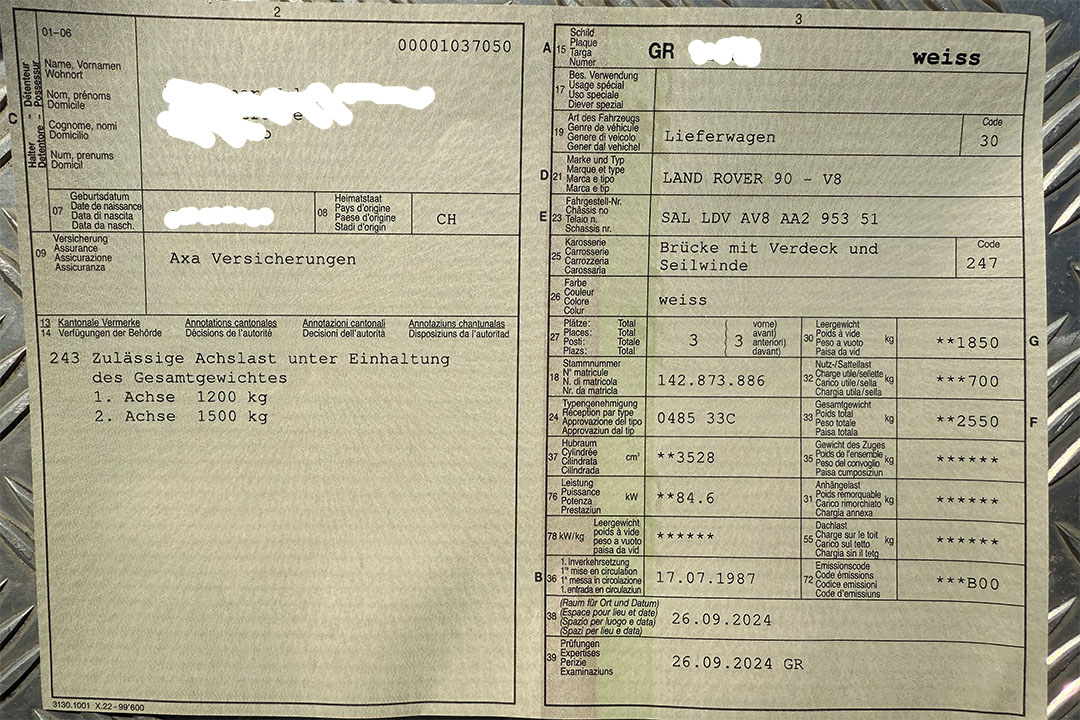 2
01-06
00001037050
Halter - Détenteur
Detentore - Possessur
C
Name, Vornamen
Wohnort
Nom, prénoms
Domicile
Cognome, nomi
Domicilio
Num, prenums
Domicil
07
Geburtsdatum
Date de naissance
Data di nascita
Data da nasch.
08
Heimatstaat
Pays d'origine
Paese d'origine
Stadi d'origin
CH
09
Versicherung
Assurance
Assicurazione
Assicuranza
Axa Versicherungen
13 Kantonale Vermerke Annotations cantonales Annotazioni cantonali Annotaziuns chantunalas
14 Verfügungen der Behörde Décisions de l'autorité Decisioni dell'autorità Disposiziuns da l'autoritad
243 Zulässige Achslast unter Einhaltung
des Gesamtgewichtes
1. Achse 1200 kg
2. Achse 1500 kg
3130.1001 X.22 - 99'600
3
A 15
Schild
Plaque
Targa
Numer
GR
weiss
17
Bes. Verwendung
Usage spécial
Uso speciale
Diever spezial
19
Art des Fahrzeugs
Genre de véhicule
Genere di veicolo
Gener dal vehichel
Lieferwagen
Code
30
D 21
Marke und Typ
Marque et type
Marca e tipo
Marca e tip
LAND ROVER 90 - V8
E 23
Fahrgestell-Nr.
Châssis no
Telaio n.
Schassis nr.
SAL LDV AV8 AA2 953 51
25
Karosserie
Carrosserie
Carrozzeria
Carossaria
Brücke mit Verdeck und
Seilwinde
Code
247
26
Farbe
Couleur
Colore
Colur
weiss
27
Plätze: Total
Places: Total
Posti: Totale
Plazs: Total
3
{ 3
vorne)
avant)
anteriori)
davant)
30
Leergewicht
Poids à vide
Peso a vuoto
Paisa da vid
kg
**1850
G
18
Stammnummer
N° matricule
N. di matricola
Nr. da matricla
142.873.886
32
Nutz-/Sattellast
Charge utile/sellette
Carico utile/sella
Chargia utila/sella
kg
***700
24
Typengenehmigung
Réception par type
Approvazione del tipo
Approvaziun dal tip
0485 33C
33
Gesamtgewicht
Poids total
Peso totale
Paisa totala
kg
**2550
F
37
Hubraum
Cylindrée
Cilindrata
Cilindrada
cm³
**3528
35
Gewicht des Zuges
Poids de l'ensemble
Peso del convoglio
Paisa cumposiziun
kg
******
76
Leistung
Puissance
Potenza
Prestaziun
kW
**84.6
31
Anhängelast
Poids remorquable
Carico rimorchiato
Chargia annexa
kg
******
78 kW/kg
Leergewicht
poids à vide
peso a vuoto
paisa da vid
******
55
Dachlast
Charge sur le toit
Carico sul tetto
Chargia sin il tetg
kg
******
B 36
1. Inverkehrsetzung
1re mise en circulation
1a messa in circolazione
1. entrada en circulaziun
17.07.1987
72
Emissionscode
Code émissions
Codice emissioni
Code d'emissiuns
***B00
38
(Raum für Ort und Datum)
(Espace pour lieu et date)
(Spazio per luogo e data)
(Spazi per lieu e data)
26.09.2024
39
Prüfungen
Expertises
Perizie
Examinaziuns
26.09.2024 GR